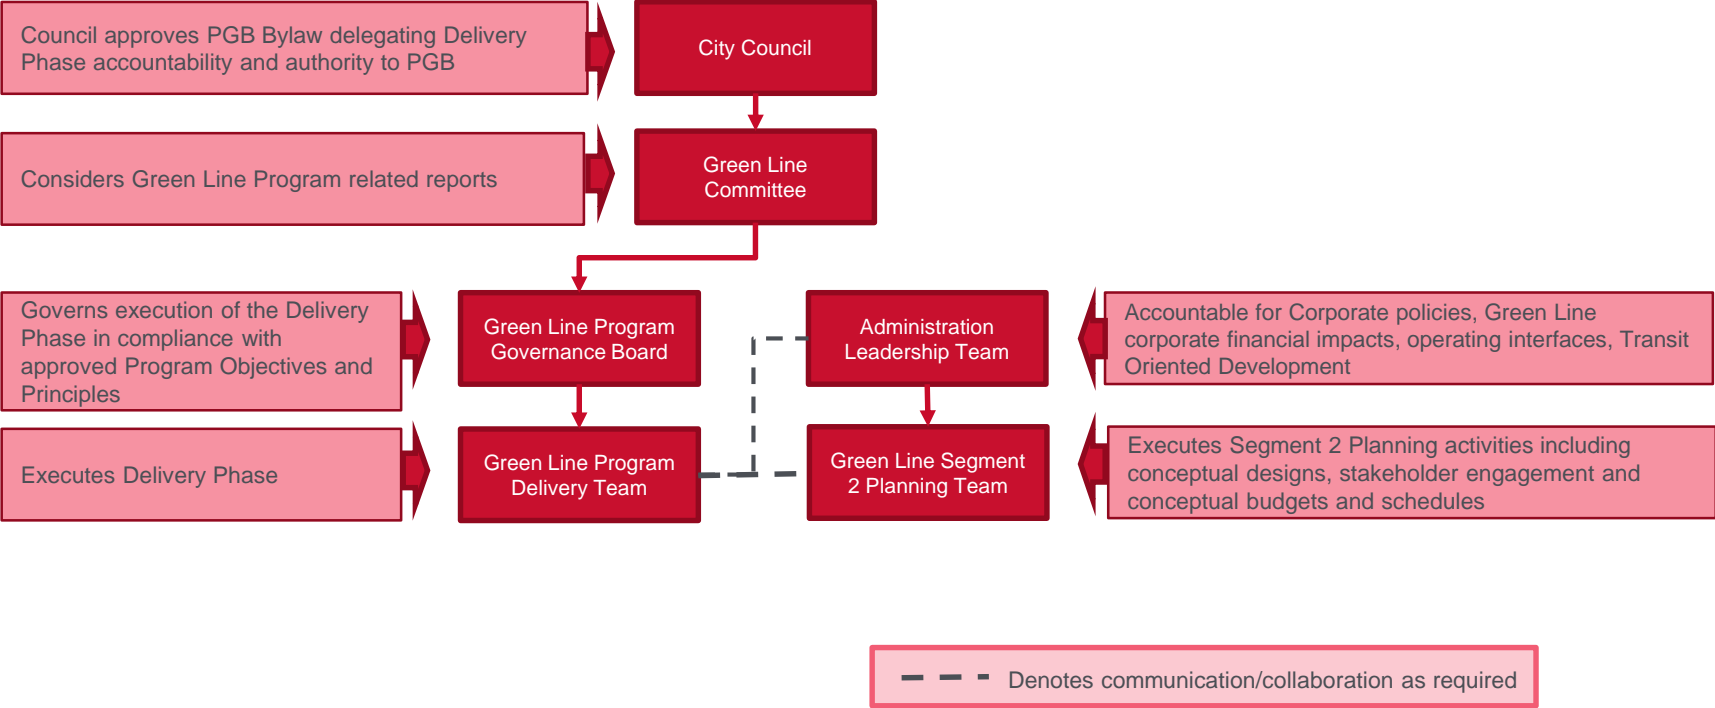 Council approves PGB Bylaw delegating Delivery
Phase accountability and authority to PGB
City Council
Considers Green Line Program related reports
Green Line
Committee
Governs execution of the Delivery
Phase in compliance with
approved Program Objectives and
Principles
Green Line Program
Governance Board
Administration
Leadership Team
Accountable for Corporate policies, Green Line
corporate financial impacts, operating interfaces, Transit
Oriented Development
Executes Delivery Phase
Green Line Program
Delivery Team
Green Line Segment
2 Planning Team
Executes Segment 2 Planning activities including
conceptual designs, stakeholder engagement and
conceptual budgets and schedules
Denotes communication/collaboration as required